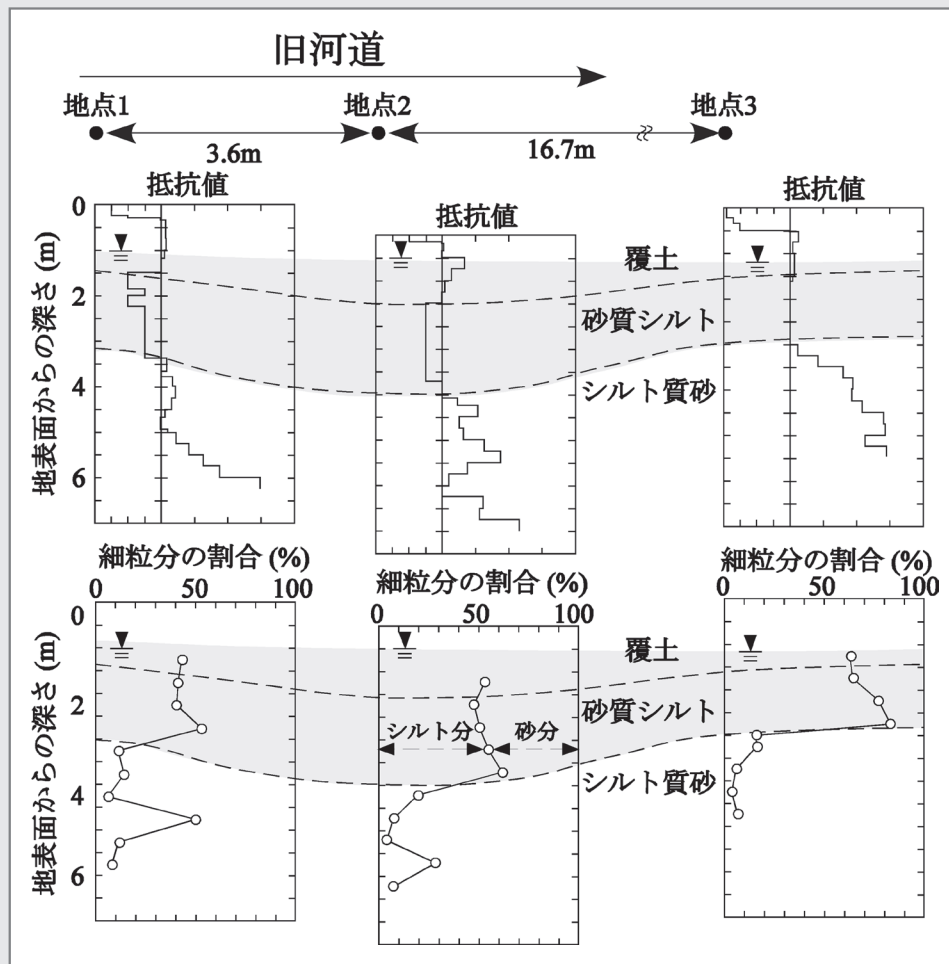 旧河道
地点1
地点2
地点3
3.6m
16.7m
抵抗値
抵抗値
抵抗値
地表面からの深さ (m)
0
2
4
6
覆土
砂質シルト
シルト質砂
細粒分の割合 (%)
0 50 100
細粒分の割合 (%)
0 50 100
細粒分の割合 (%)
0 50 100
地表面からの深さ (m)
0
2
4
6
覆土
砂質シルト
シルト分
砂分
シルト質砂